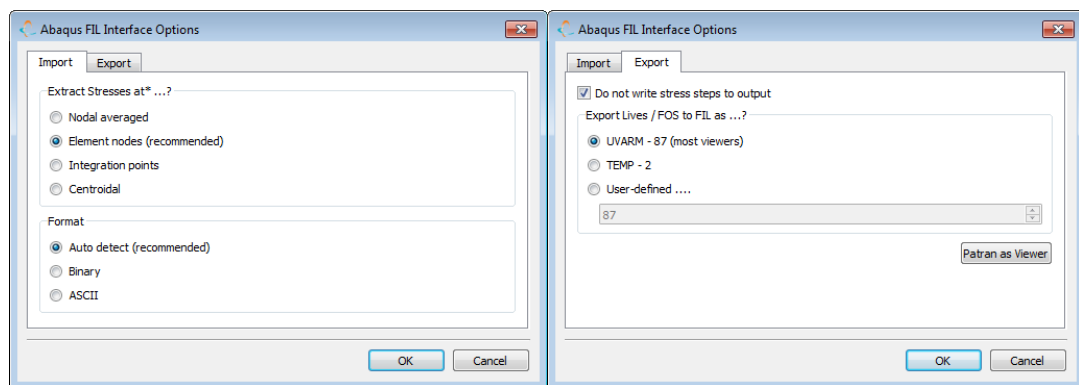 Abaqus FIL Interface Options
Import Export
Extract Stresses at* ...?
Nodal averaged
Element nodes (recommended)
Integration points
Centroidal
Format
Auto detect (recommended)
Binary
ASCII
OK Cancel
Abaqus FIL Interface Options
Import Export
Do not write stress steps to output
Export Lives / FOS to FIL as ...?
UVARM - 87 (most viewers)
TEMP - 2
User-defined ....
87
Patran as Viewer
OK Cancel